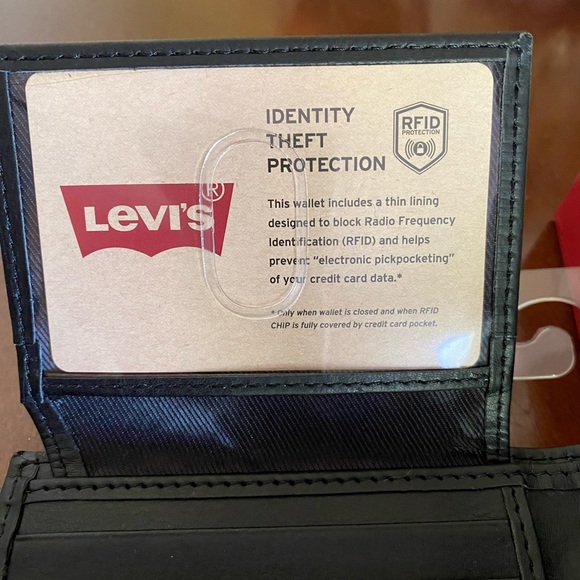 IDENTITY
THEFT
PROTECTION
RFID
PROTECTION
LEVI'S®
This wallet includes a thin lining
designed to block Radio Frequency
Identification (RFID) and helps
prevent “electronic pickpocketing”
of your credit card data.*
* Only when wallet is closed and when RFID
CHIP is fully covered by credit card pocket.